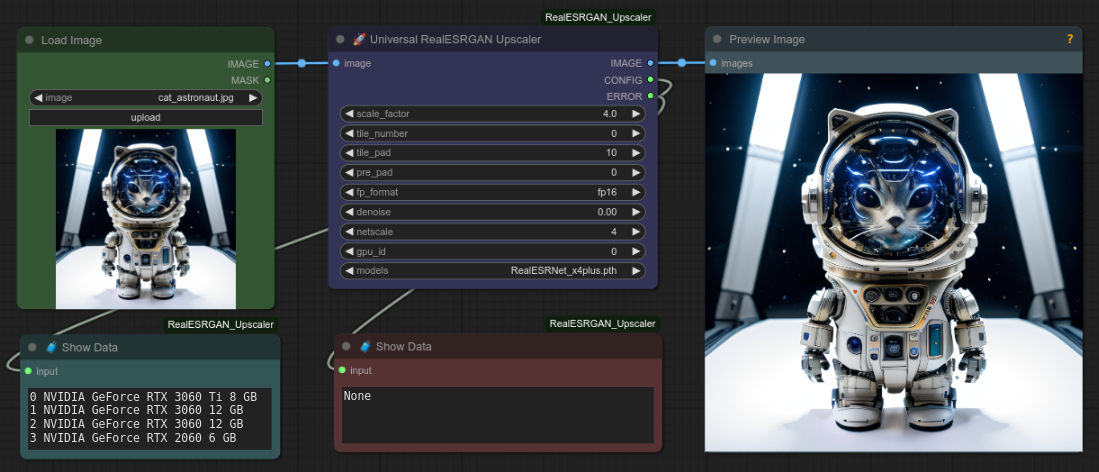 RealESRGAN_Upscaler
Load Image
IMAGE
MASK
image cat_astronaut.jpg
upload
🚀 Universal RealESRGAN Upscaler
image IMAGE
CONFIG
ERROR
scale_factor 4.0
tile_number 0
tile_pad 10
pre_pad 0
fp_format fp16
denoise 0.00
netscale 4
gpu_id 0
models RealESRNet_x4plus.pth
Preview Image ?
images
RealESRGAN_Upscaler
Show Data
input
0 NVIDIA GeForce RTX 3060 Ti 8 GB
1 NVIDIA GeForce RTX 3060 12 GB
2 NVIDIA GeForce RTX 3060 12 GB
3 NVIDIA GeForce RTX 2060 6 GB
RealESRGAN_Upscaler
Show Data
input
None